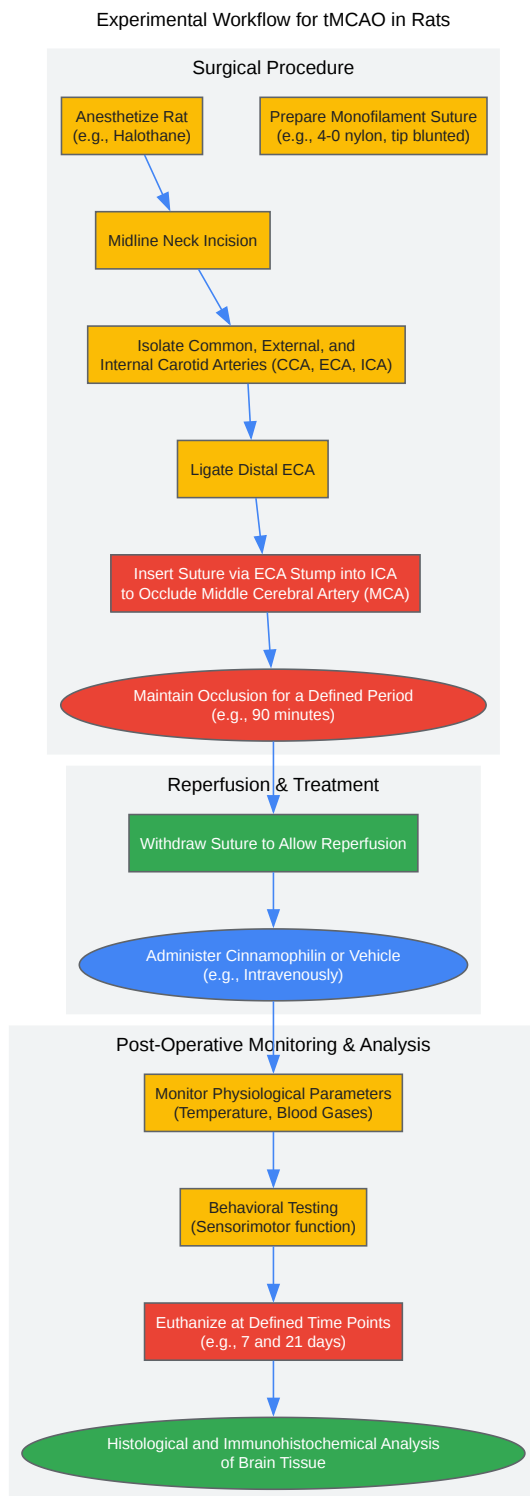 Experimental Workflow for tMCAO in Rats
Surgical Procedure
Anesthetize Rat
(e.g., Halothane)
Prepare Monofilament Suture
(e.g., 4-0 nylon, tip blunted)
Midline Neck Incision
Isolate Common, External, and
Internal Carotid Arteries (CCA, ECA, ICA)
Ligate Distal ECA
Insert Suture via ECA Stump into ICA
to Occlude Middle Cerebral Artery (MCA)
Maintain Occlusion for a Defined Period
(e.g., 90 minutes)
Reperfusion & Treatment
Withdraw Suture to Allow Reperfusion
Administer Cinnamophilin or Vehicle
(e.g., Intravenously)
Post-Operative Monitoring & Analysis
Monitor Physiological Parameters
(Temperature, Blood Gases)
Behavioral Testing
(Sensorimotor function)
Euthanize at Defined Time Points
(e.g., 7 and 21 days)
Histological and Immunohistochemical Analysis
of Brain Tissue